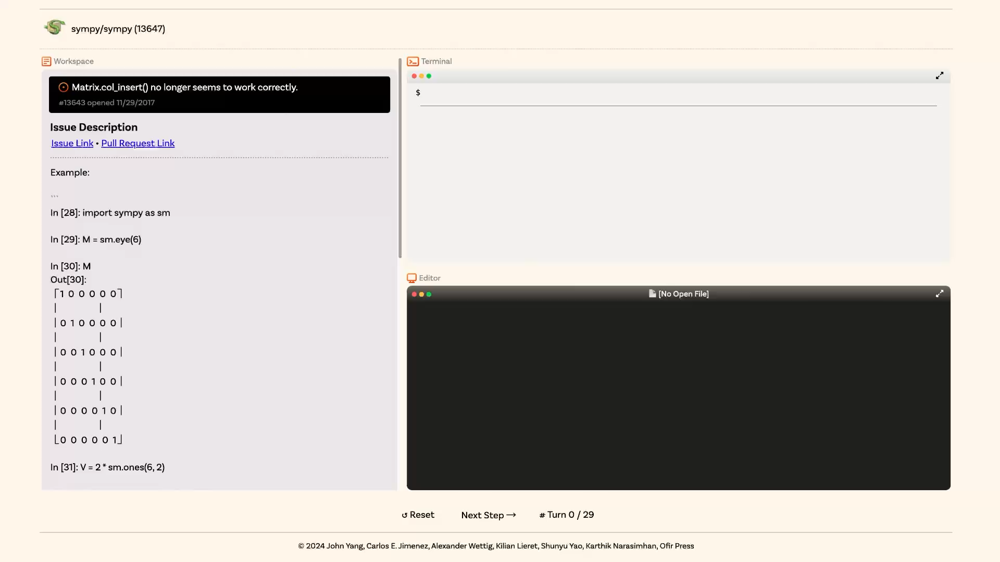 sympy/sympy (13647)
Workspace
Matrix.col_insert() no longer seems to work correctly.
#13643 opened 11/29/2017
Issue Description
Issue Link • Pull Request Link
Example:
```
In [28]: import sympy as sm
In [29]: M = sm.eye(6)
In [30]: M
Out[30]:
⎡1 0 0 0 0 0⎤
⎢ ⎥
⎢0 1 0 0 0 0⎥
⎢ ⎥
⎢0 0 1 0 0 0⎥
⎢ ⎥
⎢0 0 0 1 0 0⎥
⎢ ⎥
⎢0 0 0 0 1 0⎥
⎢ ⎥
⎣0 0 0 0 0 1⎦
In [31]: V = 2 * sm.ones(6, 2)
Terminal
$
Editor
[No Open File]
↺ Reset
Next Step →
# Turn 0 / 29
© 2024 John Yang, Carlos E. Jimenez, Alexander Wettig, Kilian Lieret, Shunyu Yao, Karthik Narasimhan, Ofir Press